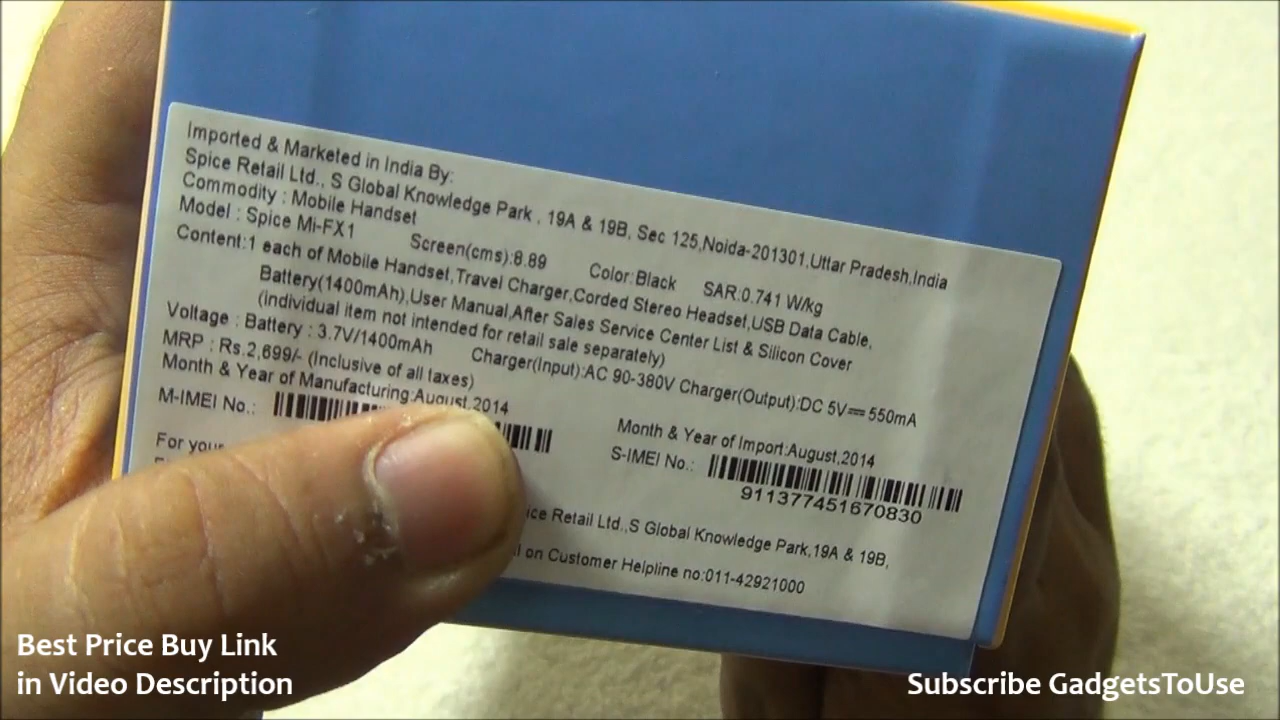 Imported & Marketed in India By:
Spice Retail Ltd., S Global Knowledge Park , 19A & 19B, Sec 125,Noida-201301,Uttar Pradesh,India
Commodity : Mobile Handset
Model : Spice Mi-FX1 Screen(cms):8.89 Color:Black SAR:0.741 W/kg
Content:1 each of Mobile Handset,Travel Charger,Corded Stereo Headset,USB Data Cable,
Battery(1400mAh),User Manual,After Sales Service Center List & Silicon Cover
(individual item not intended for retail sale separately)
Voltage : Battery : 3.7V/1400mAh Charger(Input):AC 90-380V Charger(Output):DC 5V⎓550mA
MRP : Rs.2,699/- (Inclusive of all taxes)
Month & Year of Manufacturing:August,2014 Month & Year of Import:August,2014
M-IMEI No.: S-IMEI No.:
911377451670830
For your
Retail Ltd.,S Global Knowledge Park,19A & 19B,
on Customer Helpline no:011-42921000
Best Price Buy Link
in Video Description
Subscribe GadgetsToUse